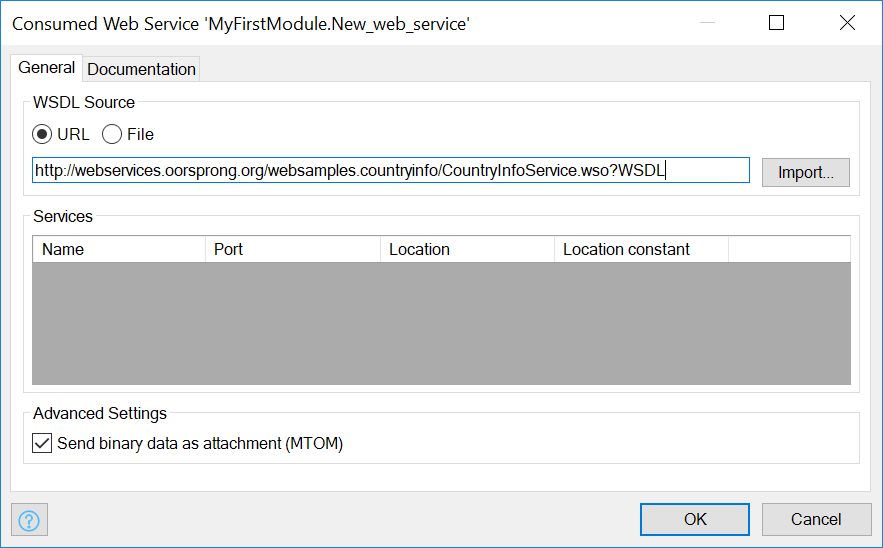 Consumed Web Service 'MyFirstModule.New_web_service'
General Documentation
WSDL Source
URL File
http://webservices.oorsprong.org/websamples.countryinfo/CountryInfoService.wso?WSDL Import...
Services
Name Port Location Location constant
Advanced Settings
Send binary data as attachment (MTOM)
? OK Cancel